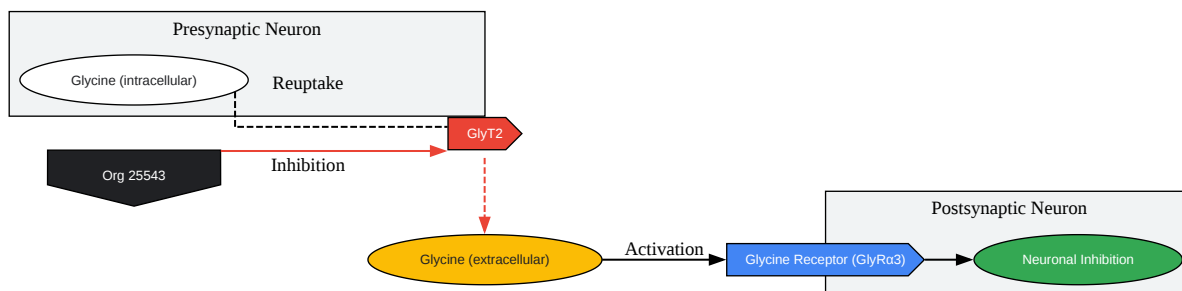 Presynaptic Neuron
Glycine (intracellular)
Reuptake
GlyT2
Org 25543
Inhibition
Postsynaptic Neuron
Glycine (extracellular)
Activation
Glycine Receptor (GlyRα3)
Neuronal Inhibition